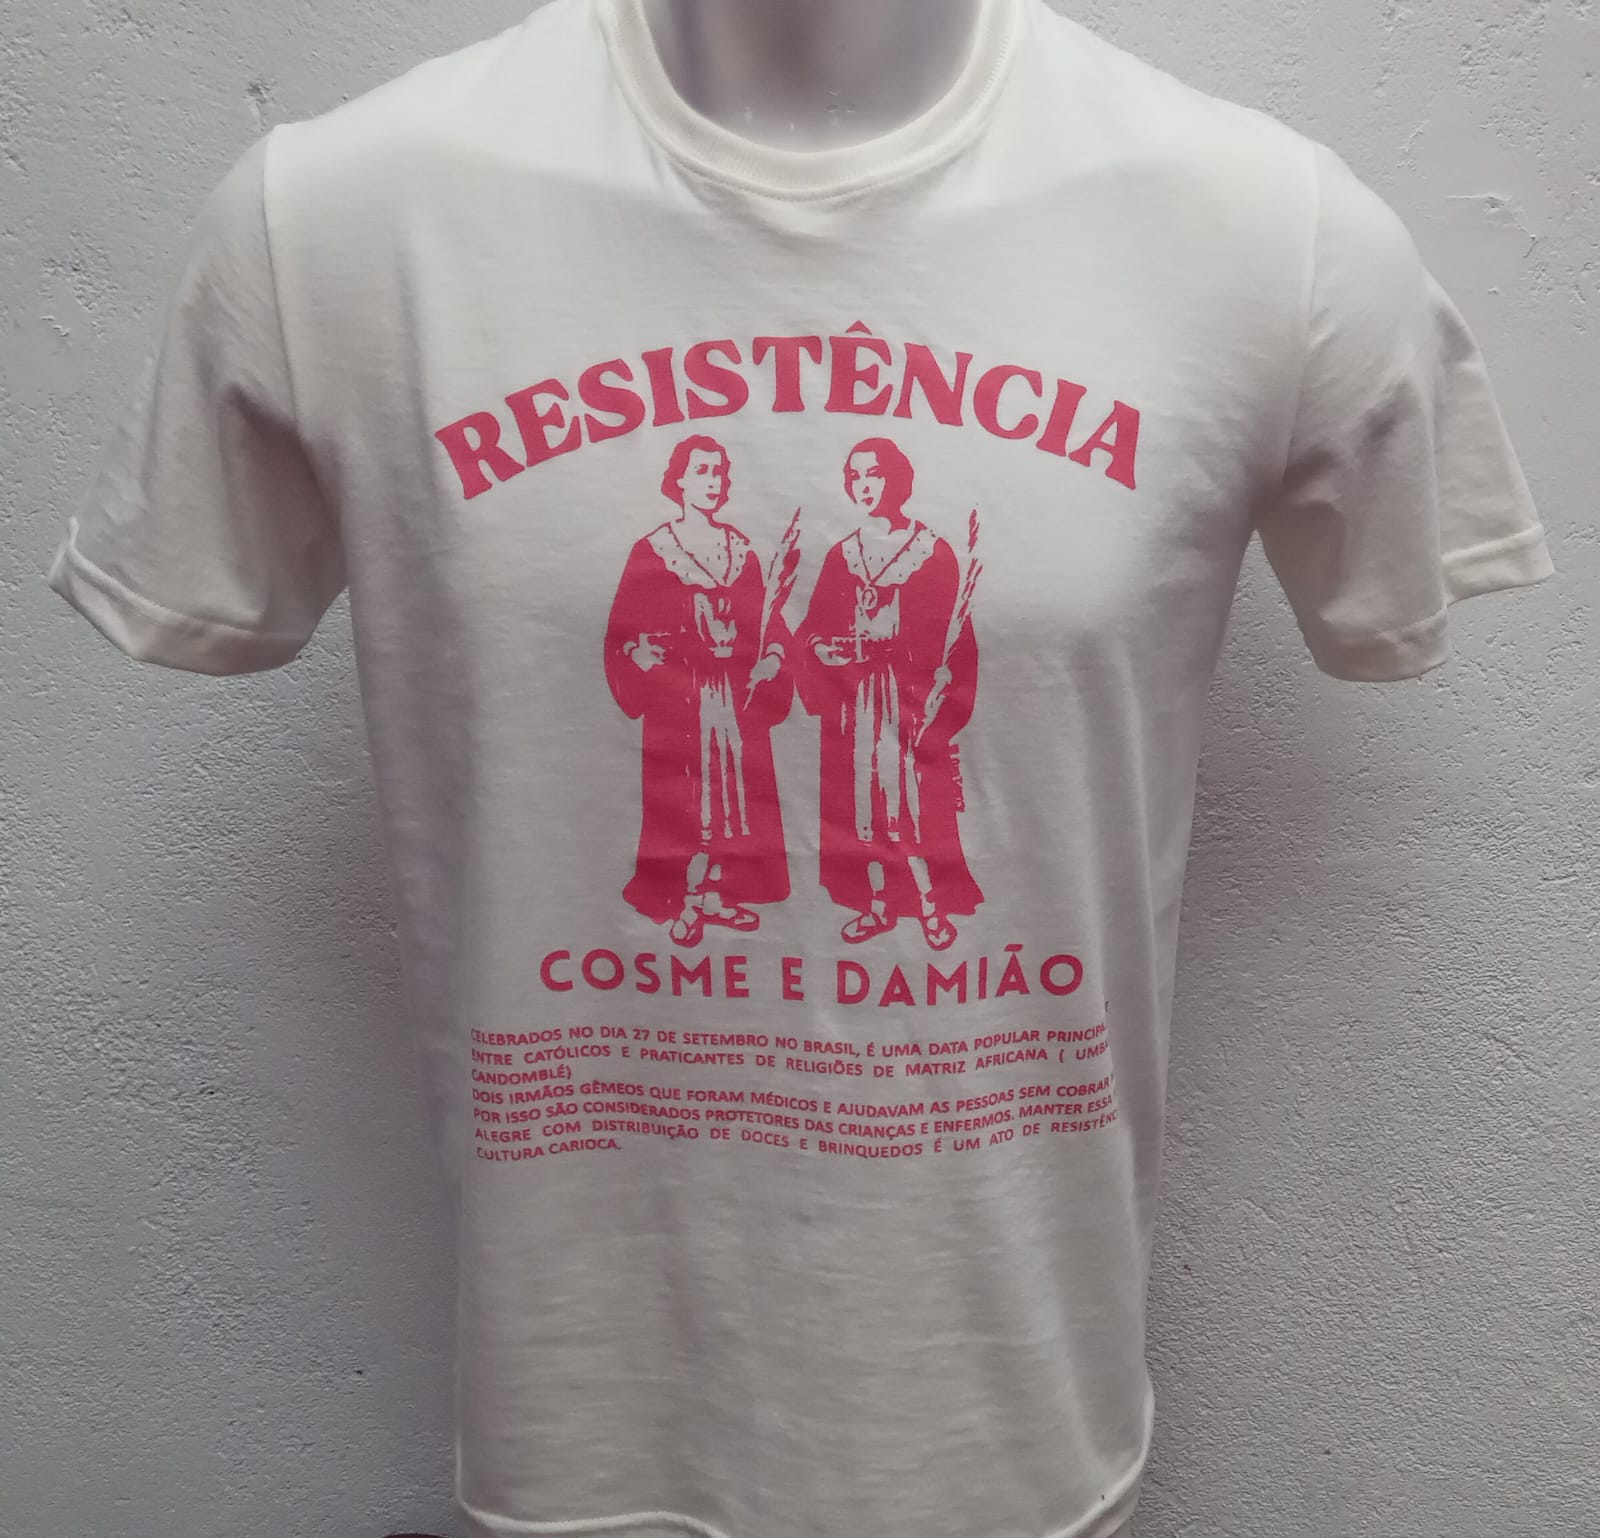 RESISTÊNCIA
COSME E DAMIÃO
CELEBRADOS NO DIA 27 DE SETEMBRO NO BRASIL, É UMA DATA POPULAR
ENTRE CATÓLICOS E PRATICANTES DE RELIGIÕES DE MATRIZ AFRICANA (
CANDOMBLÉ)
DOIS IRMÃOS GÊMEOS QUE FORAM MÉDICOS E AJUDAVAM AS PESSOAS SEM COBRAR
POR ISSO SÃO CONSIDERADOS PROTETORES DAS CRIANÇAS E ENFERMOS. MANTER ESSA
ALEGRE COM DISTRIBUIÇÃO DE DOCES E BRINQUEDOS É UM ATO DE
CULTURA CARIOCA.